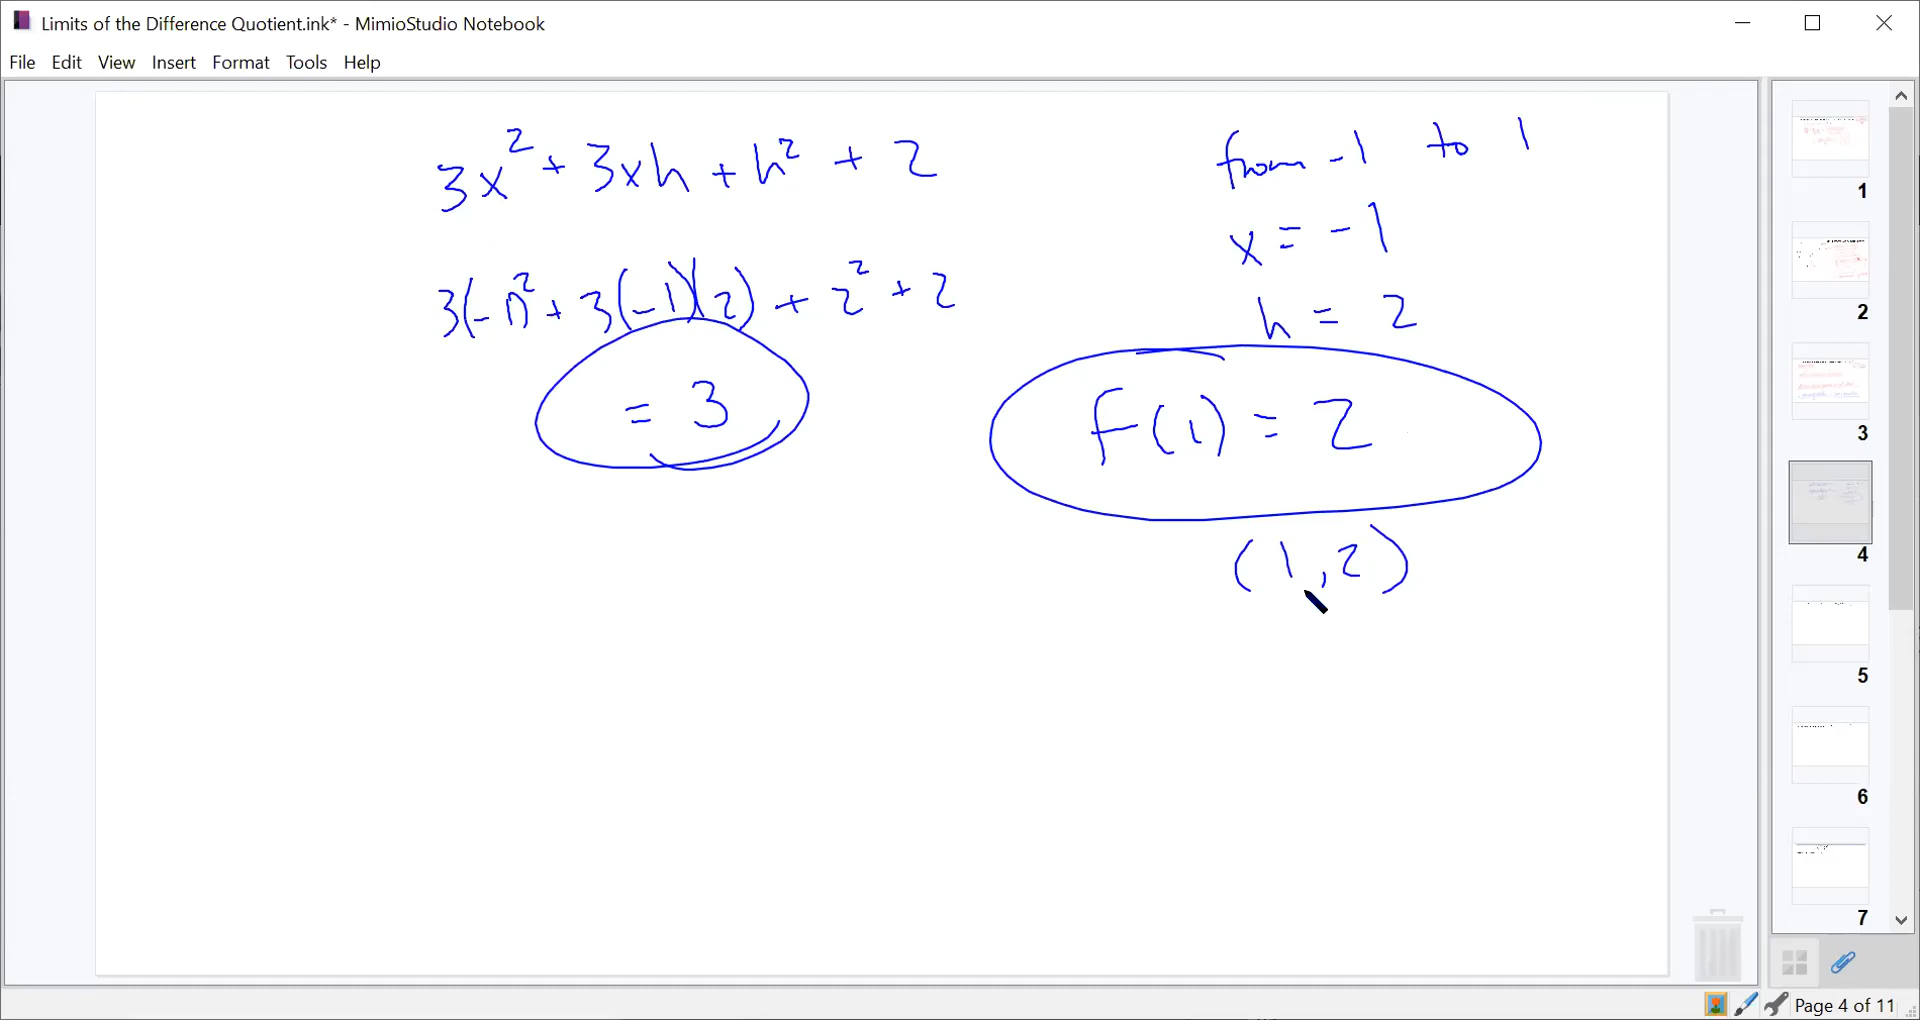 Limits of the Difference Quotient.ink* - MimioStudio Notebook
File Edit View Insert Format Tools Help
3x² + 3xh + h² + 2
3(-1)² + 3(-1)(2) + 2² + 2
= 3
from -1 to 1
x = -1
h = 2
f(1) = 2
(1,2)
1
2
3
4
5
6
7
Page 4 of 11